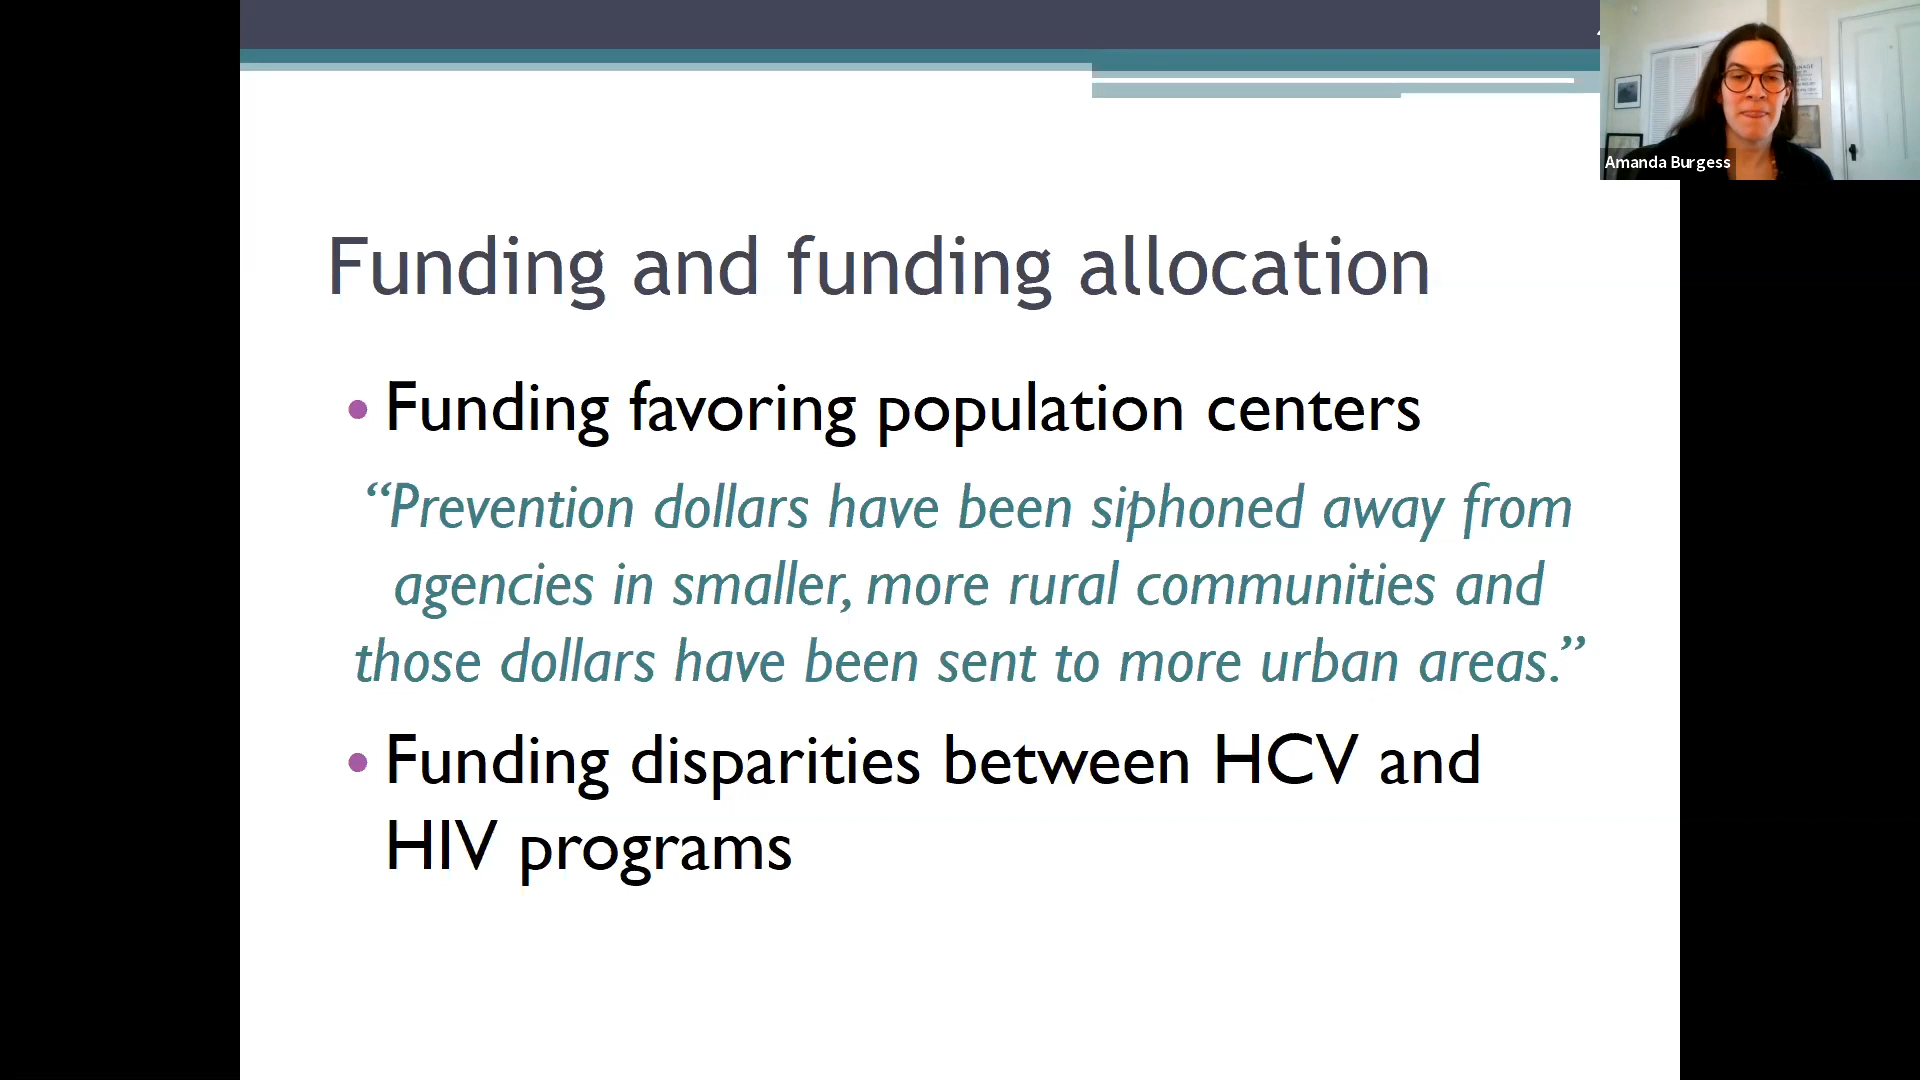 Amanda Burgess
Funding and funding allocation
• Funding favoring population centers
“Prevention dollars have been siphoned away from
agencies in smaller, more rural communities and
those dollars have been sent to more urban areas.”
• Funding disparities between HCV and
HIV programs